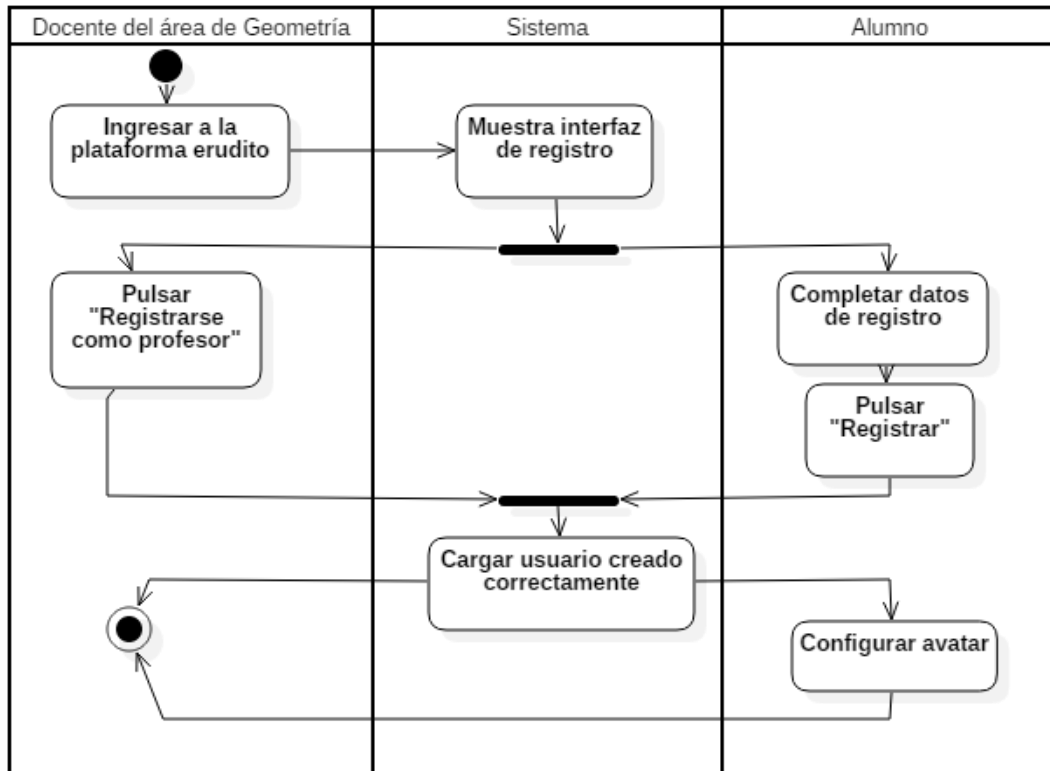 Docente del área de Geometría
Sistema
Alumno
Ingresar a la
plataforma erudito
Muestra interfaz
de registro
Pulsar
"Registrarse
como profesor"
Completar datos
de registro
Pulsar
"Registrar"
Cargar usuario creado
correctamente
Configurar avatar